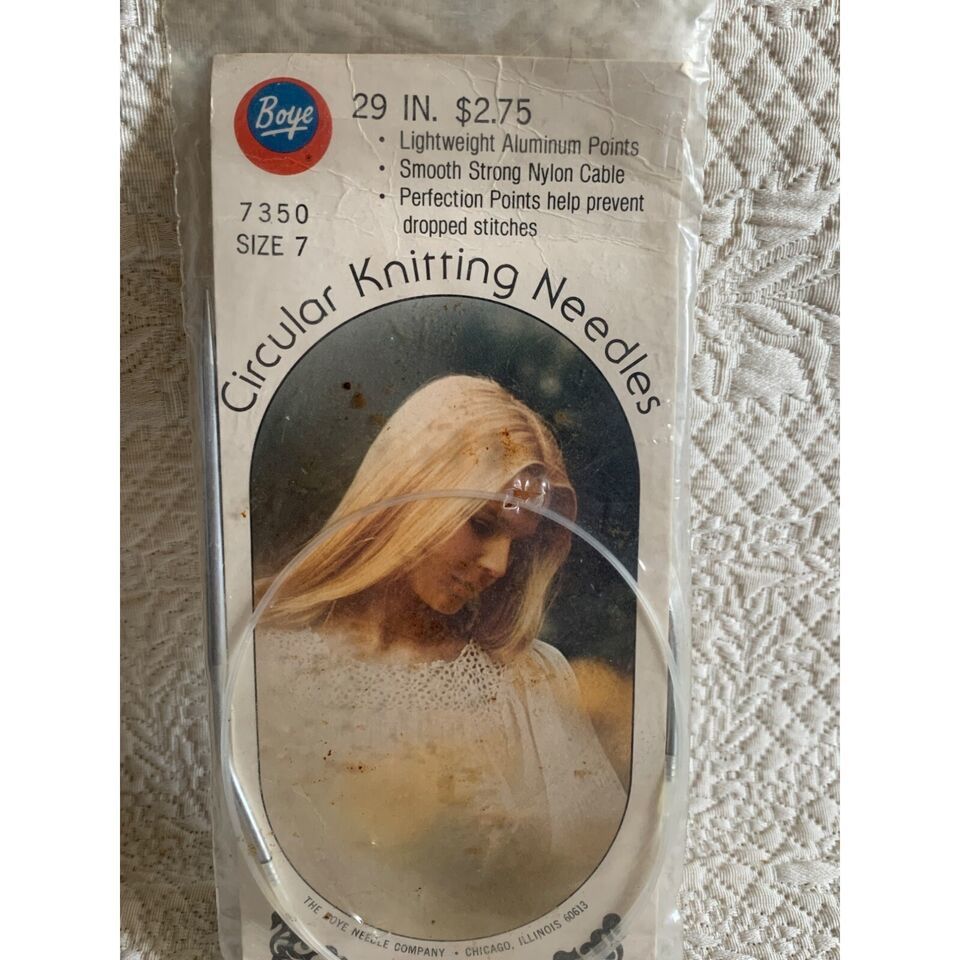 Boye
29 IN. $2.75
• Lightweight Aluminum Points
• Smooth Strong Nylon Cable
• Perfection Points help prevent
dropped stitches
7350
SIZE 7
Circular Knitting Needles
THE BOYE NEEDLE COMPANY • CHICAGO, ILLINOIS 60613